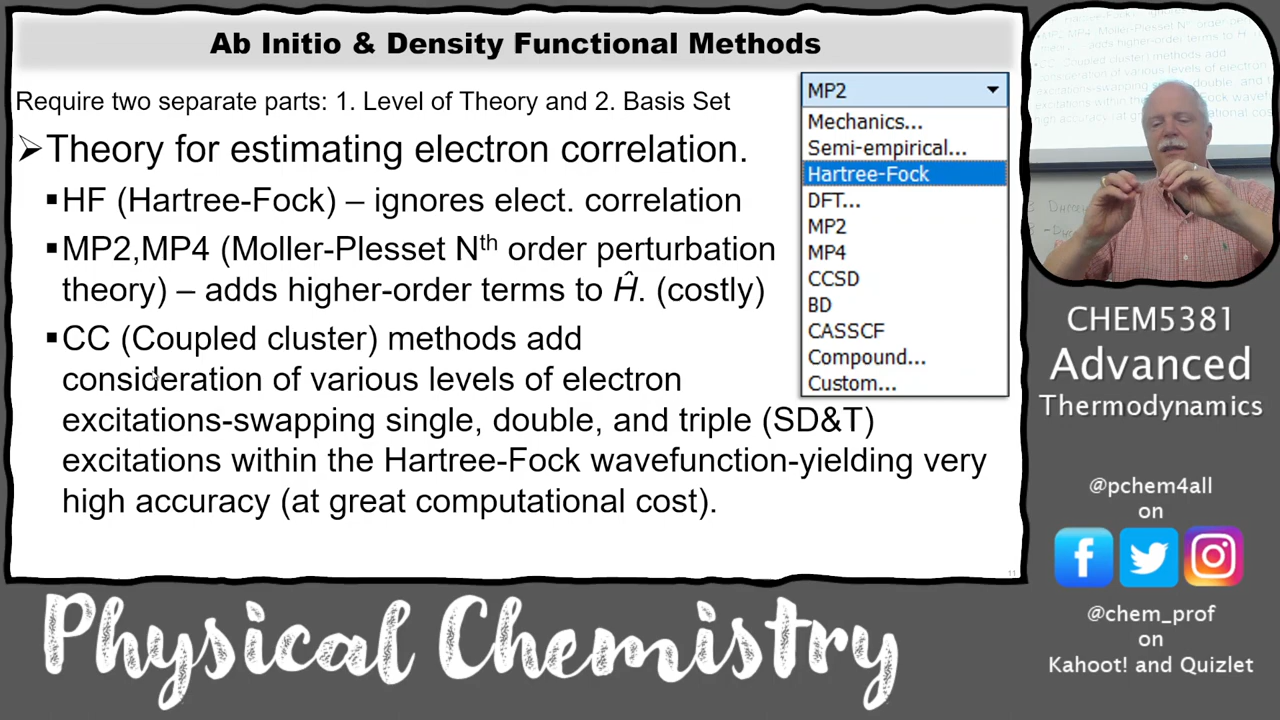 Ab Initio & Density Functional Methods
Require two separate parts: 1. Level of Theory and 2. Basis Set
➢Theory for estimating electron correlation.
▪HF (Hartree-Fock) – ignores elect. correlation
▪MP2,MP4 (Moller-Plesset Nth order perturbation
theory) – adds higher-order terms to Ĥ. (costly)
▪CC (Coupled cluster) methods add
consideration of various levels of electron
excitations-swapping single, double, and triple (SD&T)
excitations within the Hartree-Fock wavefunction-yielding very
high accuracy (at great computational cost).
11
MP2
Mechanics...
Semi-empirical...
Hartree-Fock
DFT...
MP2
MP4
CCSD
BD
CASSCF
Compound...
Custom...
CHEM5381
Advanced
Thermodynamics
@pchem4all
on
@chem_prof
on
Kahoot! and Quizlet
Physical Chemistry